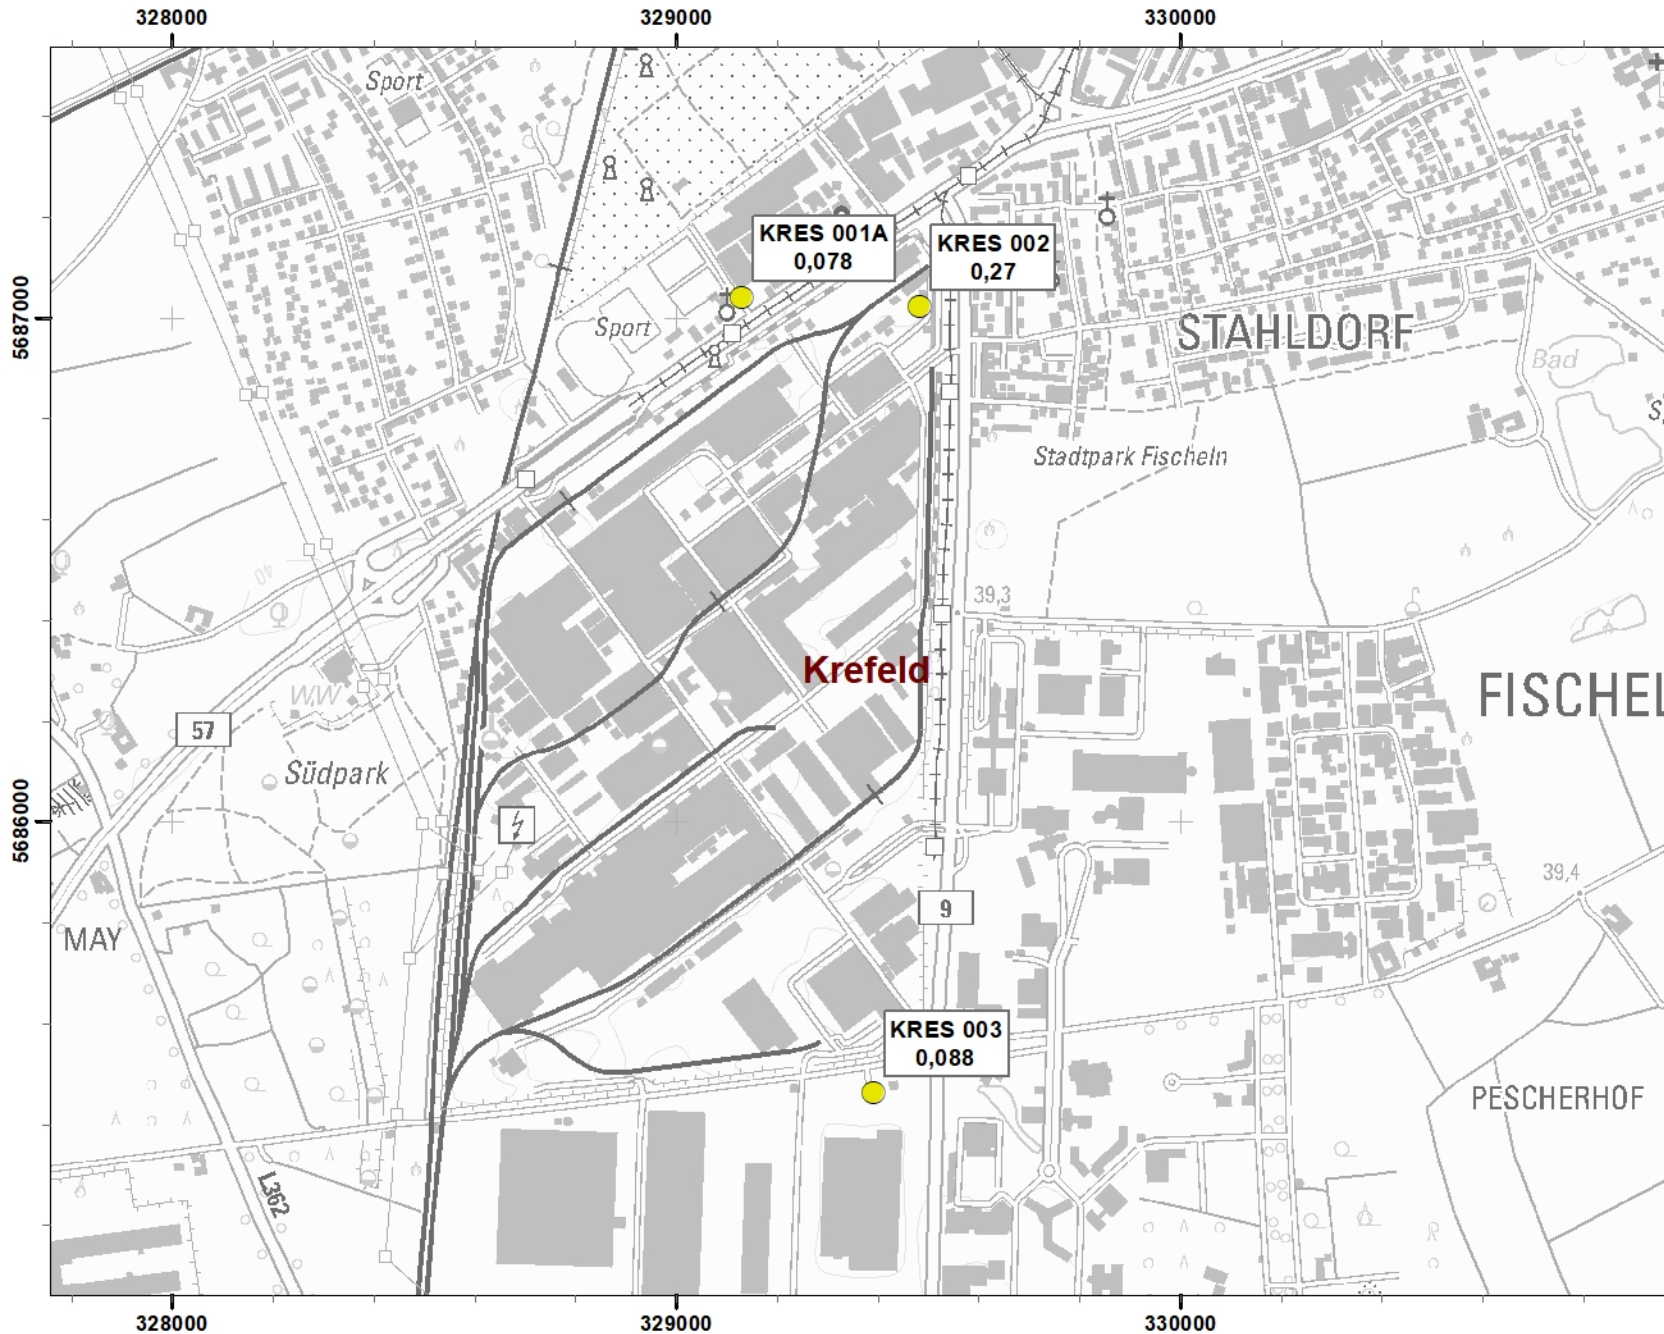 328000
329000
330000
Sport
KRES 001A
0,078
KRES 002
0,27
5687000
Sport
STAHLDORF
Bad
Stadtpark Fischeln
40
39,3
Krefeld
WW
FISCHEL
57
Südpark
5686000
39,4
9
MAY
KRES 003
0,088
PESCHERHOF
L362
328000
329000
330000